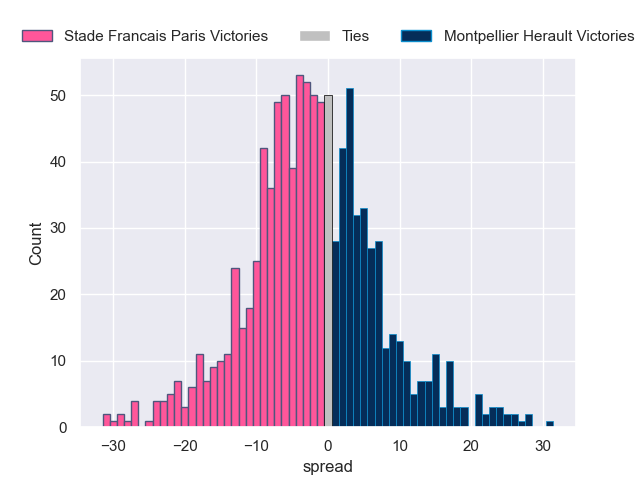 Stade Francais Paris Victories Ties Montpellier Herault Victories
50
40
30
20
10
0
Count
−30 −20 −10 0 10 20 30
spread